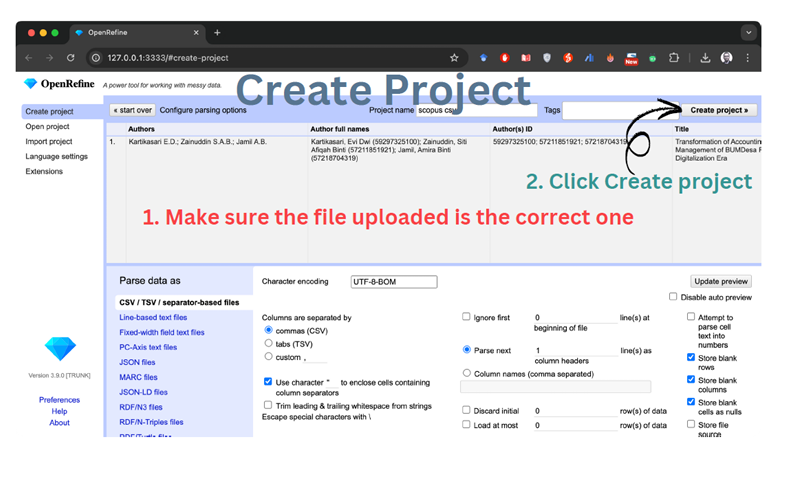 OpenRefine
127.0.0.1:3333/#create-project
New
OpenRefine A power tool for working with messy data.
Create Project
Create project
Open project
Import project
Language settings
Extensions
« start over Configure parsing options Project name scopus csv Tags Create project »
Authors Author full names Author(s) ID Title
1. Kartikasari E.D.; Zainuddin S.A.B.; Jamil A.B. Kartikasari, Evi Dwi (59297325100); Zainuddin, Siti 59297325100; 57211851921; 57218704319 Transformation of Accountin
Afiqah Binti (57211851921); Jamil, Amira Binti Management of BUMDesa
(57218704319) Digitalization Era
2. Click Create project
1. Make sure the file uploaded is the correct one
Parse data as
CSV / TSV / separator-based files
Line-based text files
Fixed-width field text files
PC-Axis text files
JSON files
MARC files
JSON-LD files
RDF/N3 files
RDF/N-Triples files
RDF/Turtle files
Character encoding UTF-8-BOM
Update preview
Disable auto preview
Columns are separated by
commas (CSV)
tabs (TSV)
custom ,
Use character " to enclose cells containing
column separators
Trim leading & trailing whitespace from strings
Escape special characters with \
Ignore first 0 line(s) at
beginning of file
Parse next 1 line(s) as
column headers
Column names (comma separated)
Discard initial 0 row(s) of data
Load at most 0 row(s) of data
Attempt to
parse cell
text into
numbers
Store blank
rows
Store blank
columns
Store blank
cells as nulls
Store file
source
Version 3.9.0 [TRUNK]
Preferences
Help
About